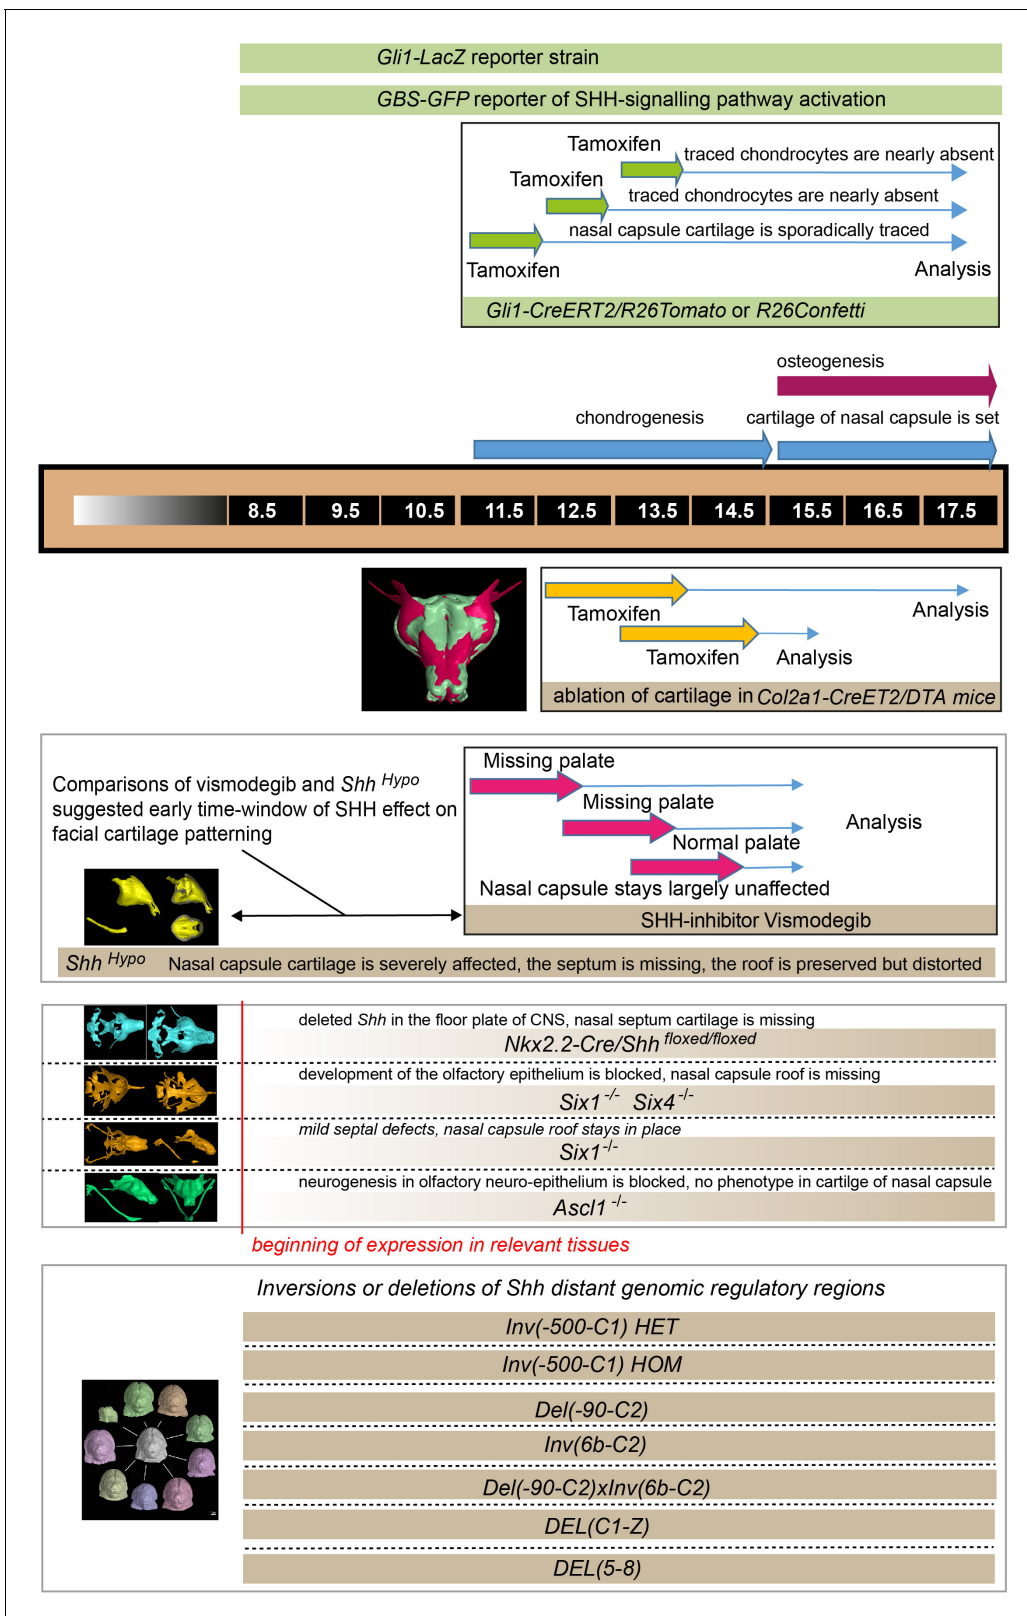 Gli1-LacZ reporter strain
GBS-GFP reporter of SHH-signalling pathway activation
Tamoxifen
traced chondrocytes are nearly absent
Tamoxifen
traced chondrocytes are nearly absent
nasal capsule cartilage is sporadically traced
Tamoxifen
Analysis
Gli1-CreERT2/R26Tomato or R26Confetti
osteogenesis
chondrogenesis
cartilage of nasal capsule is set
8.5 9.5 10.5 11.5 12.5 13.5 14.5 15.5 16.5 17.5
Tamoxifen
Analysis
Tamoxifen
Analysis
ablation of cartilage in Col2a1-CreET2/DTA mice
Comparisons of vismodegib and Shh Hypo
suggested early time-window of SHH effect on
facial cartilage patterning
Missing palate
Missing palate
Analysis
Normal palate
Nasal capsule stays largely unaffected
SHH-inhibitor Vismodegib
Shh Hypo Nasal capsule cartilage is severely affected, the septum is missing, the roof is preserved but distorted
deleted Shh in the floor plate of CNS, nasal septum cartilage is missing
Nkx2.2-Cre/Shh floxed/floxed
development of the olfactory epithelium is blocked, nasal capsule roof is missing
Six1 -/- Six4 -/-
mild septal defects, nasal capsule roof stays in place
Six1 -/-
neurogenesis in olfactory neuro-epithelium is blocked, no phenotype in cartilge of nasal capsule
Ascl1 -/-
beginning of expression in relevant tissues
Inversions or deletions of Shh distant genomic regulatory regions
Inv(-500-C1) HET
Inv(-500-C1) HOM
Del(-90-C2)
Inv(6b-C2)
Del(-90-C2)xInv(6b-C2)
DEL(C1-Z)
DEL(5-8)